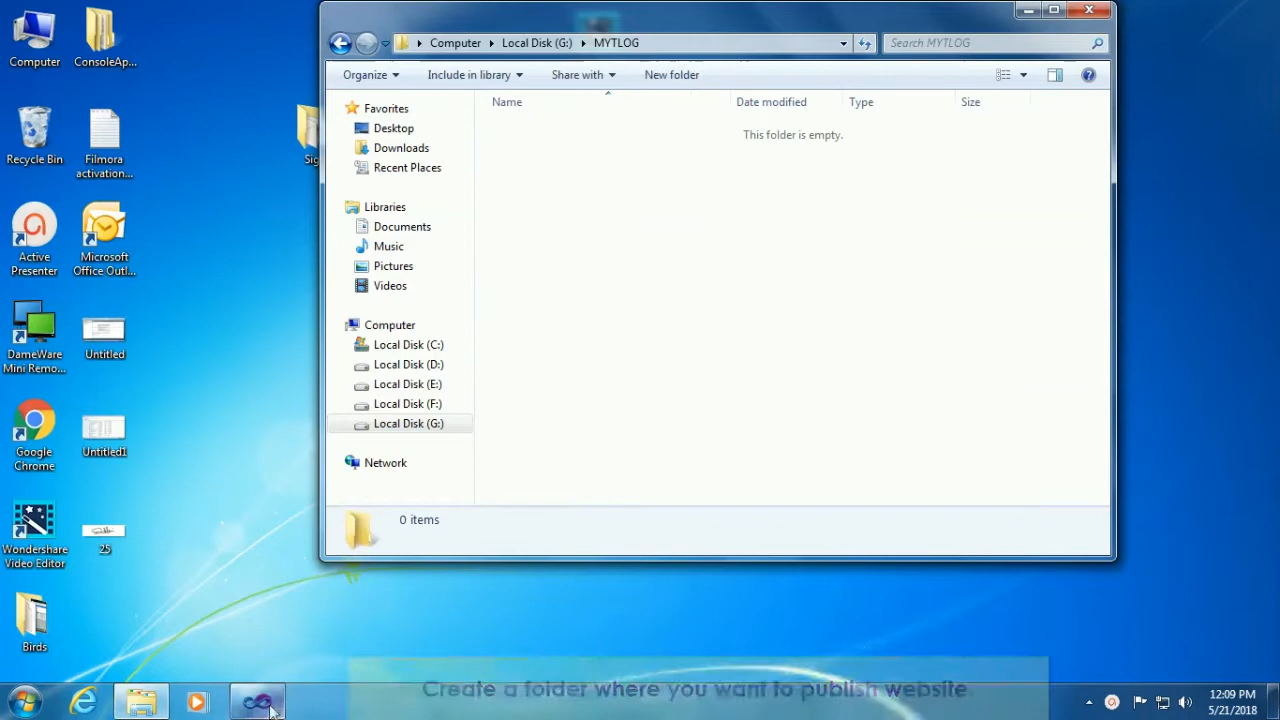 Computer
ConsoleAp...
Recycle Bin
Filmora
activation...
Sig
Active
Presenter
Microsoft
Office Outl...
DameWare
Mini Remo...
Untitled
Google
Chrome
Untitled1
Wondershare
Video Editor
25
Birds
Computer
Local Disk (G:)
MYTLOG
Search MYTLOG
Organize
Include in library
Share with
New folder
Favorites
Desktop
Downloads
Recent Places
Libraries
Documents
Music
Pictures
Videos
Computer
Local Disk (C:)
Local Disk (D:)
Local Disk (E:)
Local Disk (F:)
Local Disk (G:)
Network
Name
Date modified
Type
Size
This folder is empty.
0 items
Create a folder where you want to publish website.
12:09 PM
5/21/2018